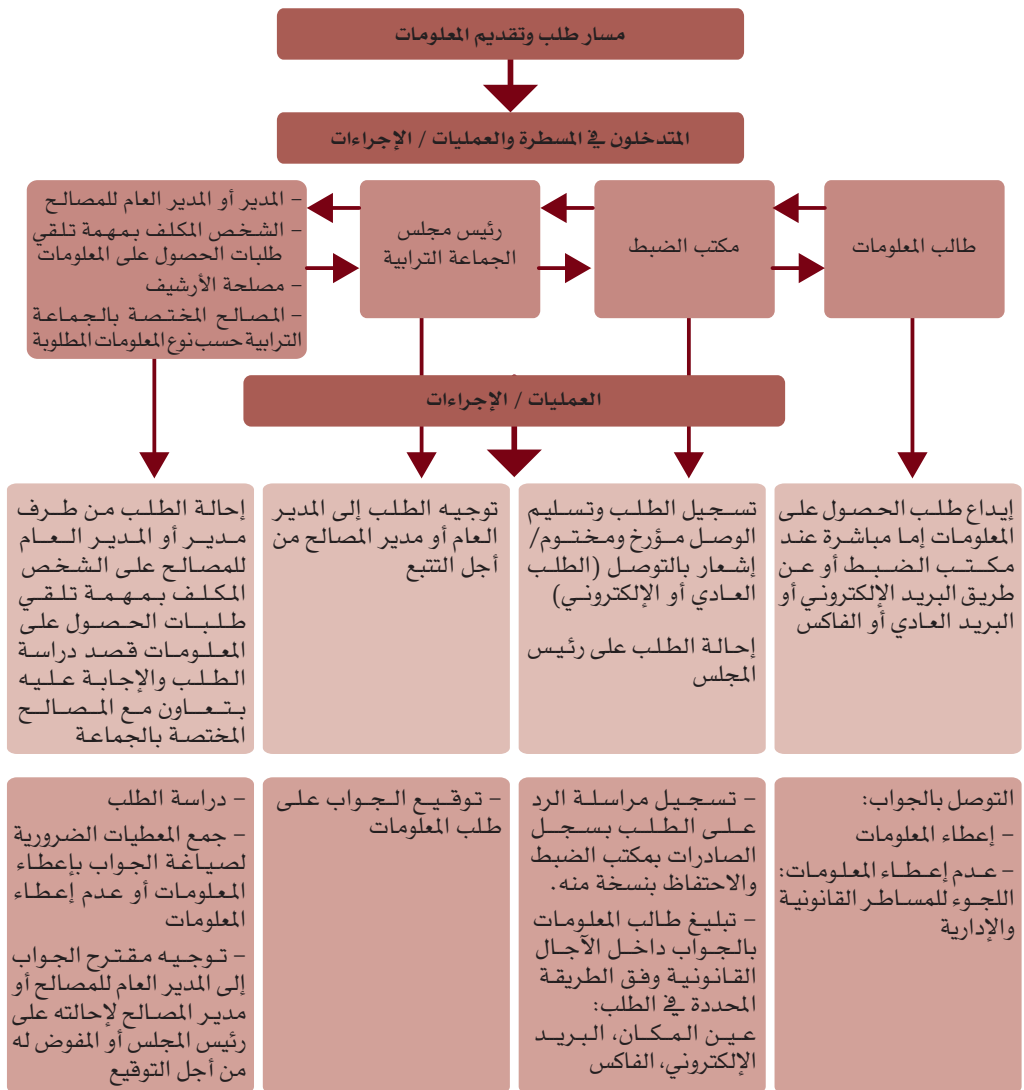 مسار طلب وتقديم المعلومات
المتدخلون في المسطرة والعمليات / الإجراءات
طالب المعلومات
مكتب الضبط
رئيس مجلس
الجماعة الترابية
– المدير أو المدير العام للمصالح
– الشخص المكلف بمهمة تلقي
طلبات الحصول على المعلومات
– مصلحة الأرشيف
– المصالح المختصة بالجماعة
الترابية حسب نوع المعلومات المطلوبة
العمليات / الإجراءات
إيداع طلب الحصول على
المعلومات إما مباشرة عند
مكتب الضبط أو عن
طريق البريد الإلكتروني أو
البريد العادي أو الفاكس
تسجيل الطلب وتسليم
الوصل مؤرخ ومختوم/
إشعار بالتوصل (الطلب
العادي أو الإلكتروني)
إحالة الطلب على رئيس
المجلس
توجيه الطلب إلى المدير
العام أو مدير المصالح من
أجل التتبع
إحالة الطلب من طرف
مدير أو المدير العام
للمصالح على الشخص
المكلف بمهمة تلقي
طلبات الحصول على
المعلومات قصد دراسة
الطلب والإجابة عليه
بتعاون مع المصالح
المختصة بالجماعة
التوصل بالجواب:
– إعطاء المعلومات
– عدم إعطاء المعلومات:
اللجوء للمساطر القانونية
والإدارية
– تسجيل مراسلة الرد
على الطلب بسجل
الصادرات بمكتب الضبط
والاحتفاظ بنسخة منه.
– تبليغ طالب المعلومات
بالجواب داخل الآجال
القانونية وفق الطريقة
المحددة في الطلب:
عين المكان، البريد
الإلكتروني، الفاكس
– توقيع الجواب على
طلب المعلومات
– دراسة الطلب
– جمع المعطيات الضرورية
لصياغة الجواب بإعطاء
المعلومات أو عدم إعطاء
المعلومات
– توجيه مقترح الجواب
إلى المدير العام للمصالح أو
مدير المصالح لإحالته على
رئيس المجلس أو المفوض له
من أجل التوقيع